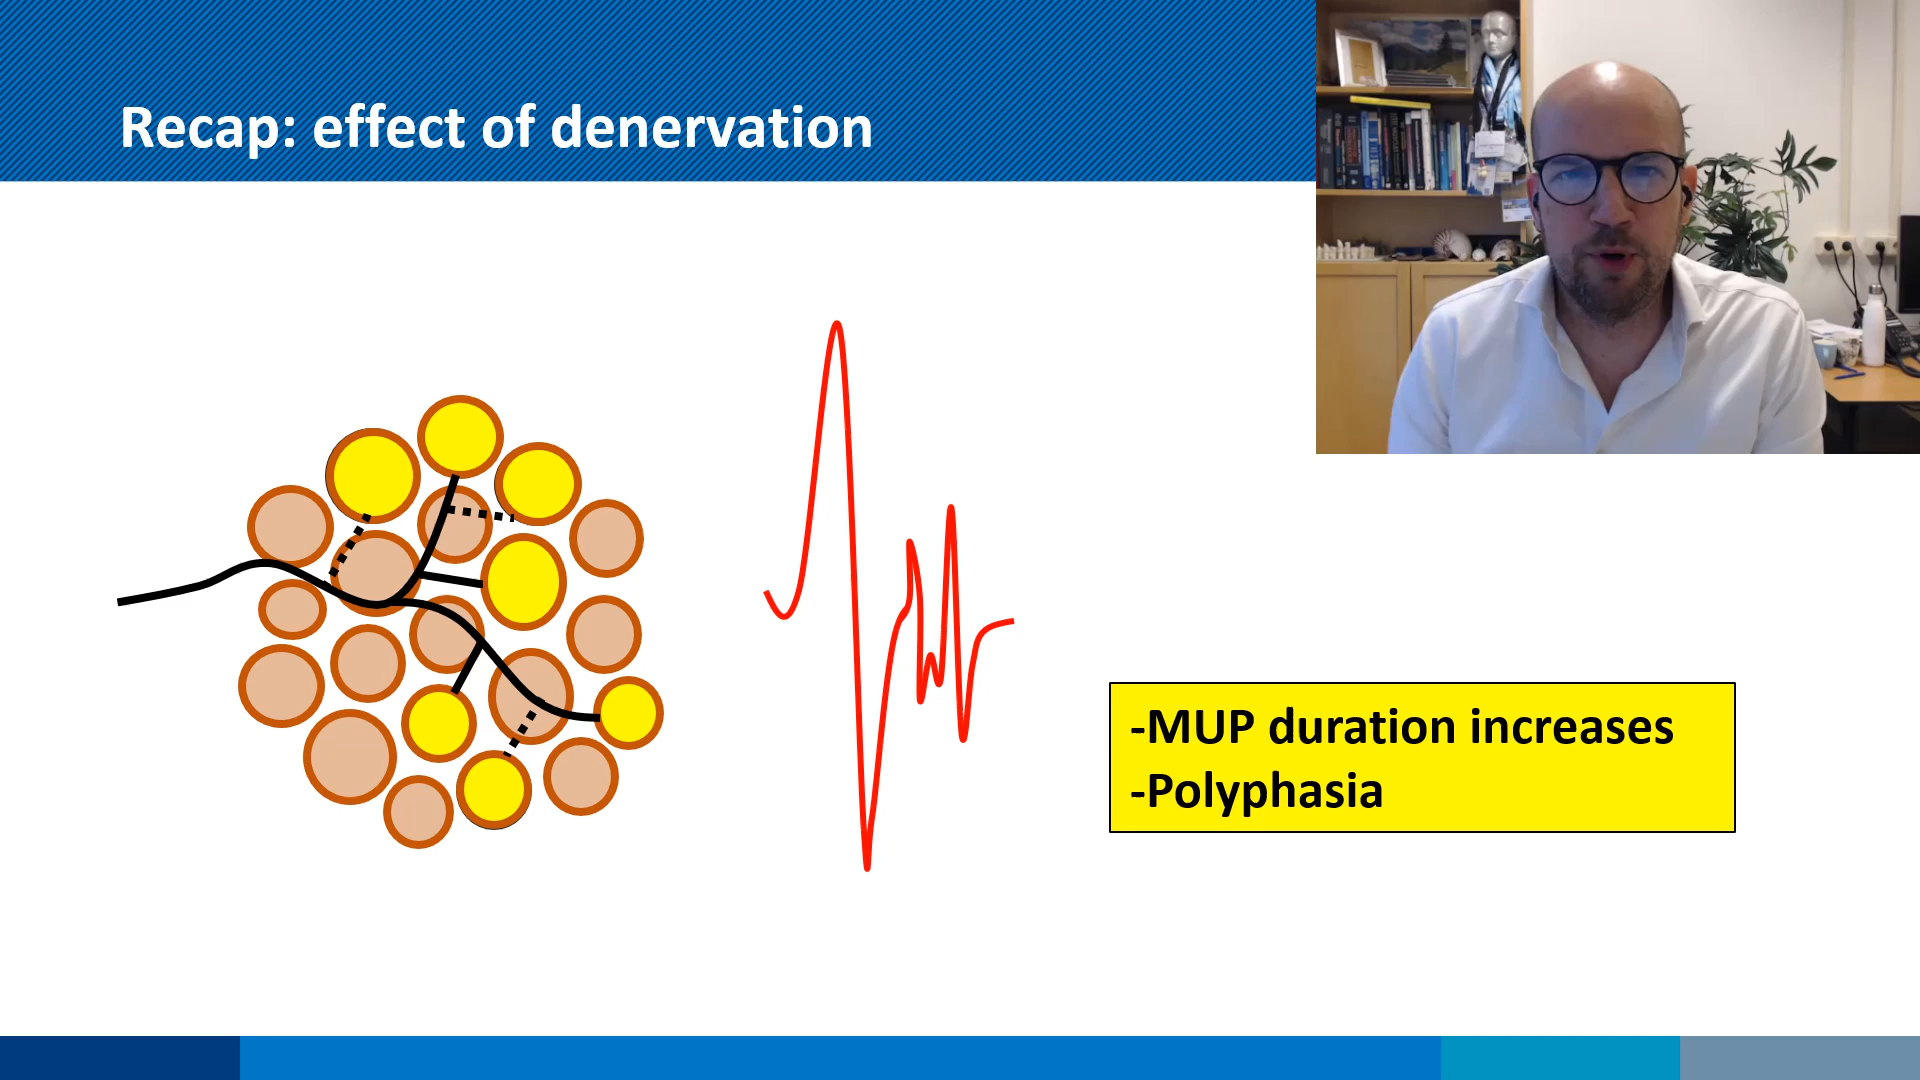 Recap: effect of denervation
-MUP duration increases
-Polyphasia